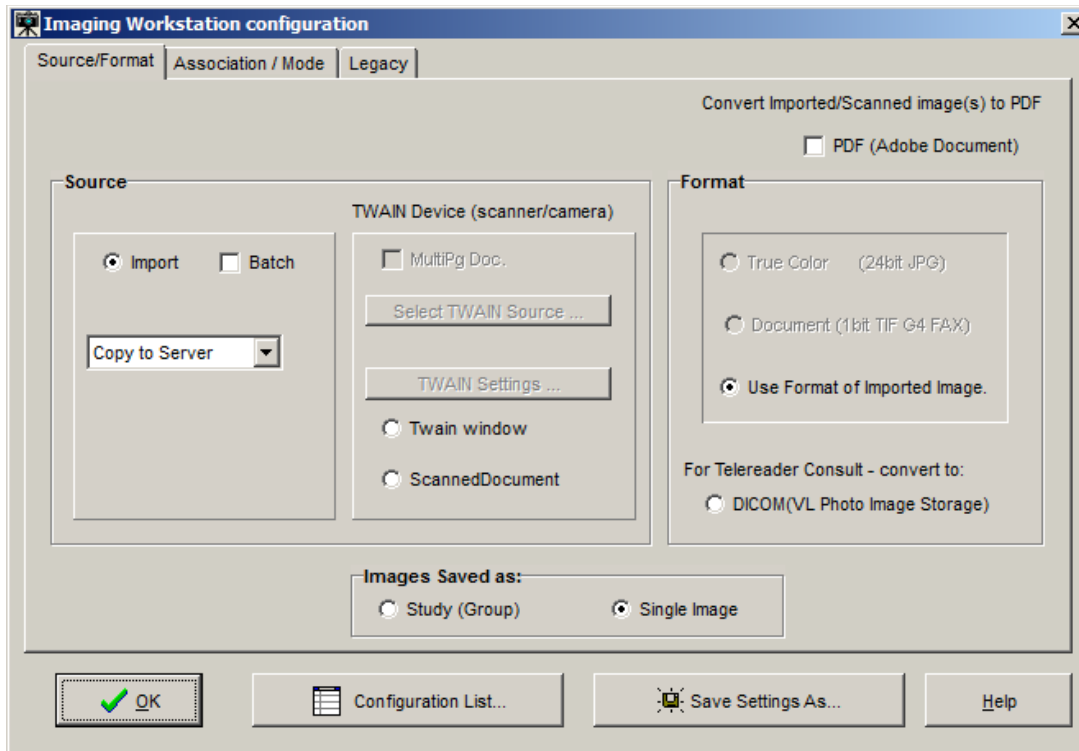 Imaging Workstation configuration
Source/Format
Association / Mode
Legacy
Convert Imported/Scanned image(s) to PDF
PDF (Adobe Document)
Source
Import
Batch
Copy to Server
TWAIN Device (scanner/camera)
MultiPg Doc.
Select TWAIN Source ...
TWAIN Settings ...
Twain window
ScannedDocument
Format
True Color (24bit JPG)
Document (1bit TIF G4 FAX)
Use Format of Imported Image.
For Telereader Consult - convert to:
DICOM(VL Photo Image Storage)
Images Saved as:
Study (Group)
Single Image
OK
Configuration List...
Save Settings As...
Help